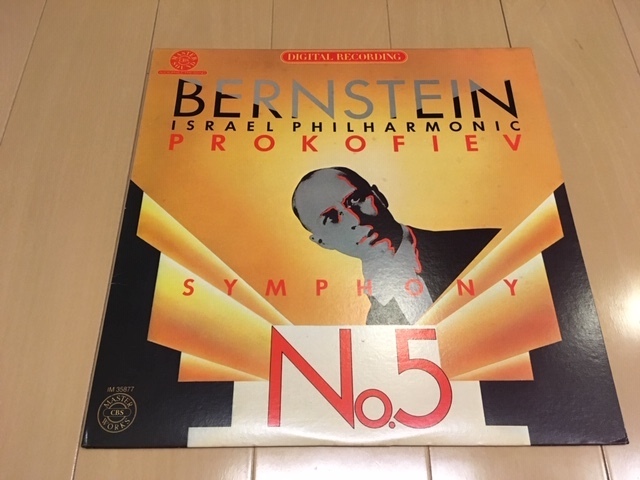 DIGITAL RECORDING
BERNSTEIN
ISRAEL PHILHARMONIC
PROKOFIEV
SYMPHONY
No.5
IM 35877
MASTER
CBS
WORKS